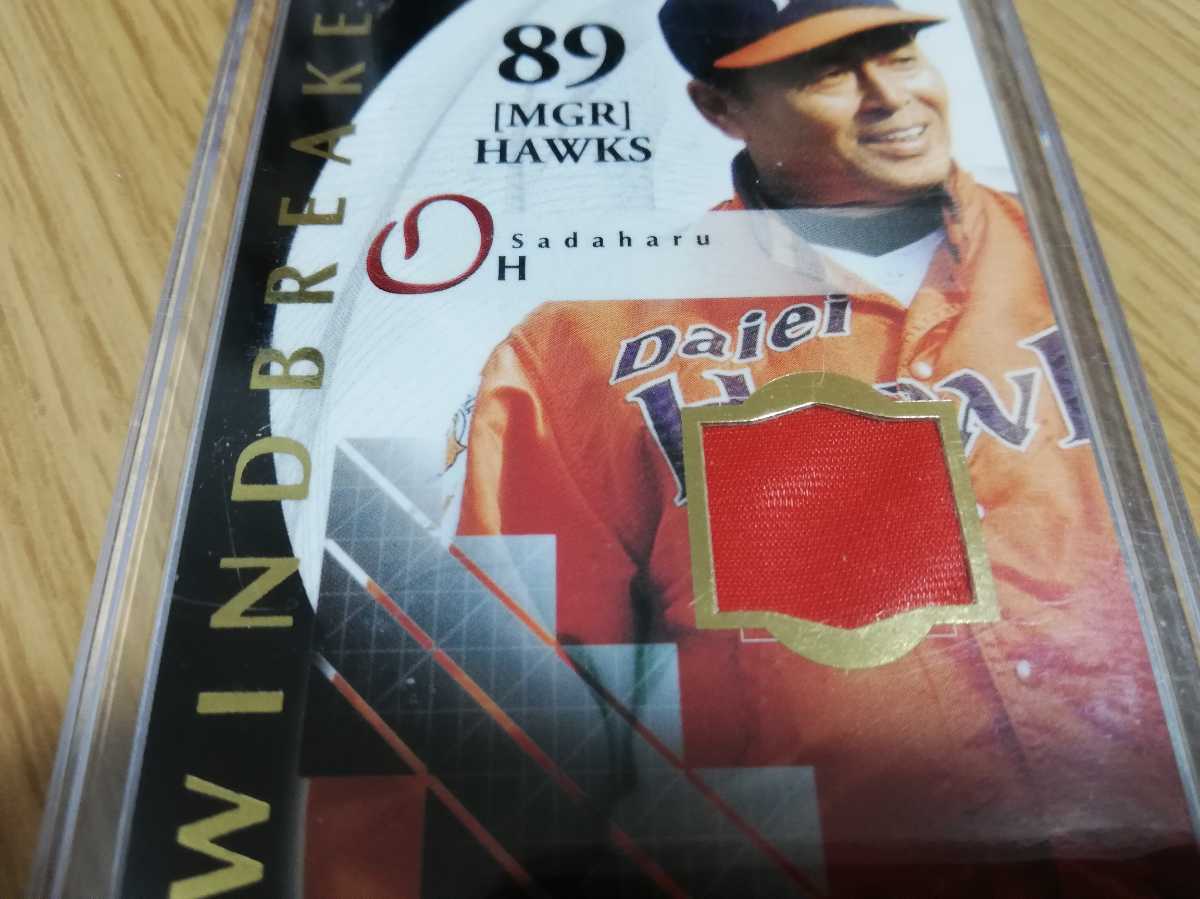 89
[MGR]
HAWKS
Sadaharu
OH
Daiei
WINDBREAKE